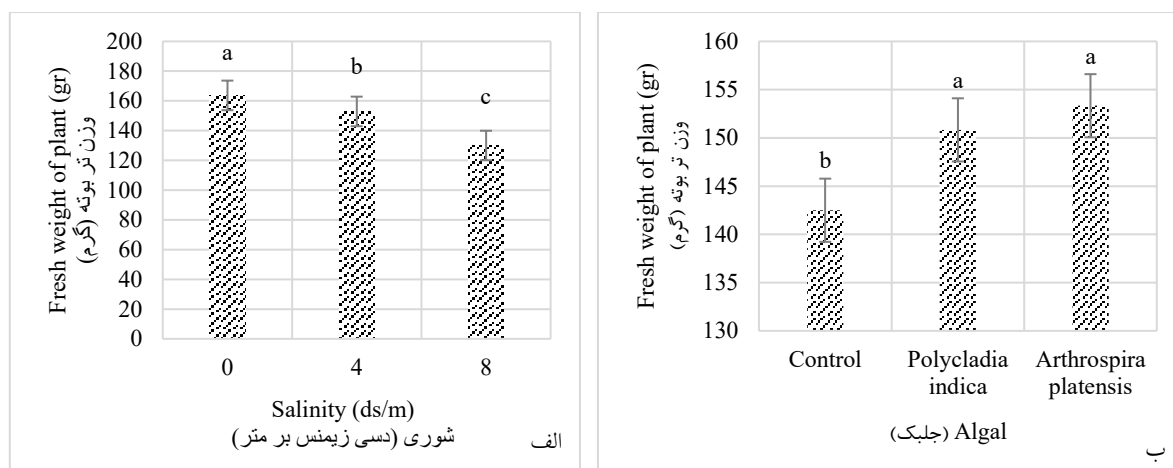 Fresh weight of plant (gr)
وزن تر بوته (گرم)
200
180
160
140
120
100
80
60
40
20
0
a
b
c
0
4
8
Salinity (ds/m)
شوری (دسی زیمنس بر متر)
الف
Fresh weight of plant (gr)
وزن تر بوته (گرم)
160
155
150
145
140
135
130
b
a
a
Control
Polycladia
indica
Arthrospira
platensis
Algal (جلبک)
ب